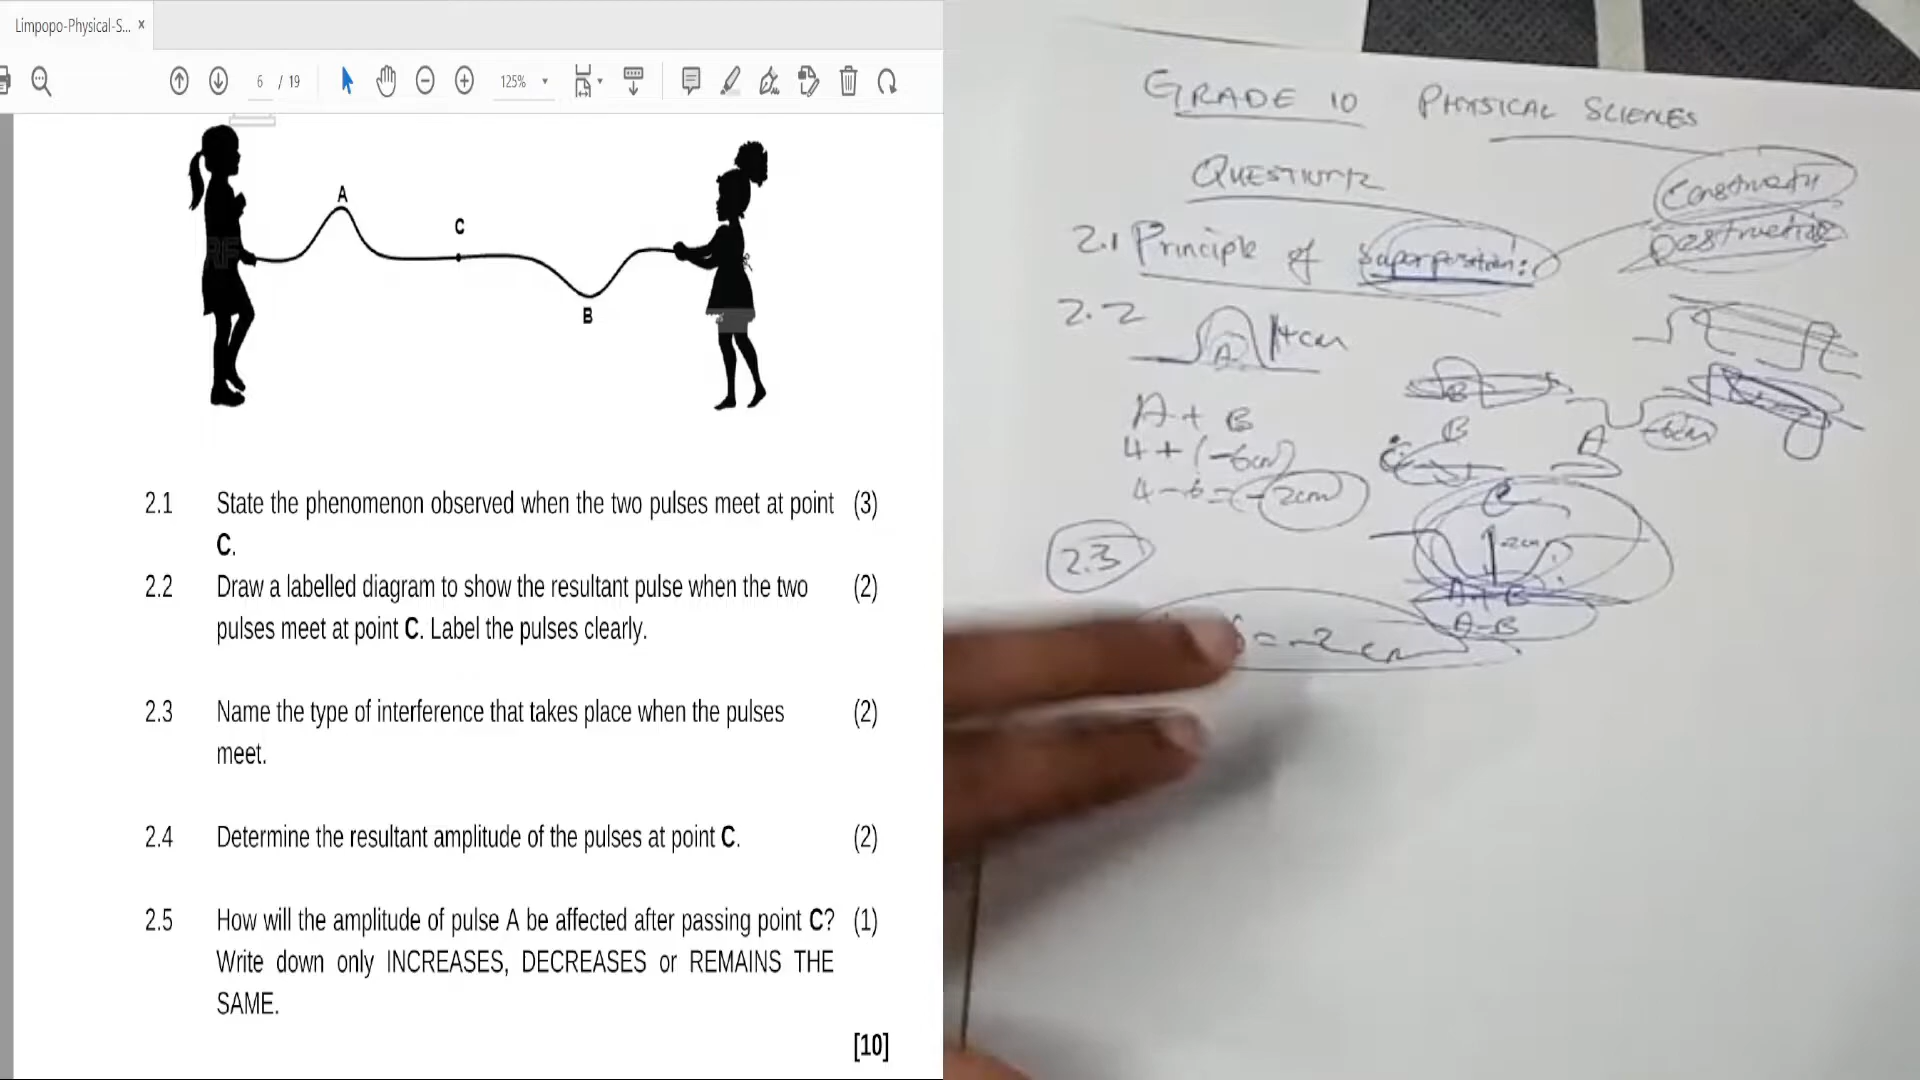 Limpopo-Physical-S... ×
6 / 19
125%
A
C
B
2.1 State the phenomenon observed when the two pulses meet at point (3)
C.
2.2 Draw a labelled diagram to show the resultant pulse when the two (2)
pulses meet at point C. Label the pulses clearly.
2.3 Name the type of interference that takes place when the pulses (2)
meet.
2.4 Determine the resultant amplitude of the pulses at point C. (2)
2.5 How will the amplitude of pulse A be affected after passing point C? (1)
Write down only INCREASES, DECREASES or REMAINS THE
SAME.
[10]
GRADE 10 PHYSICAL SCIENCES
2.1 Principle of superposition:
2.2
A
4cm
A + B
4 + (-6cm)
4 - 6 = -2cm
B
-6cm
B
A
C
-2cm
2.3
A + B
A - B
= -2 cm